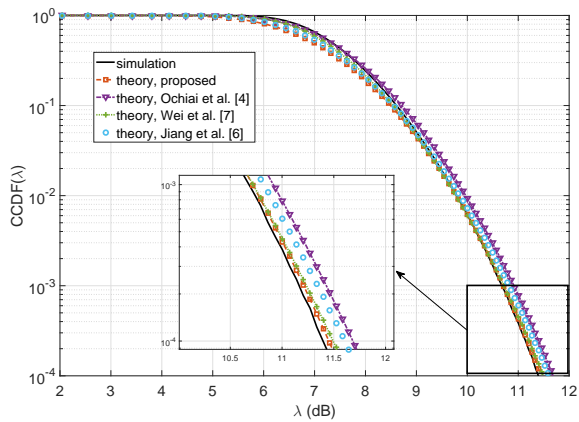 10^0
10^-1
10^-2
10^-3
10^-4
CCDF(λ)
simulation
theory, proposed
theory, Ochiai et al. [4]
theory, Wei et al. [7]
theory, Jiang et al. [6]
10^-3
10^-4
10.5 11 11.5 12
2 3 4 5 6 7 8 9 10 11 12
λ (dB)